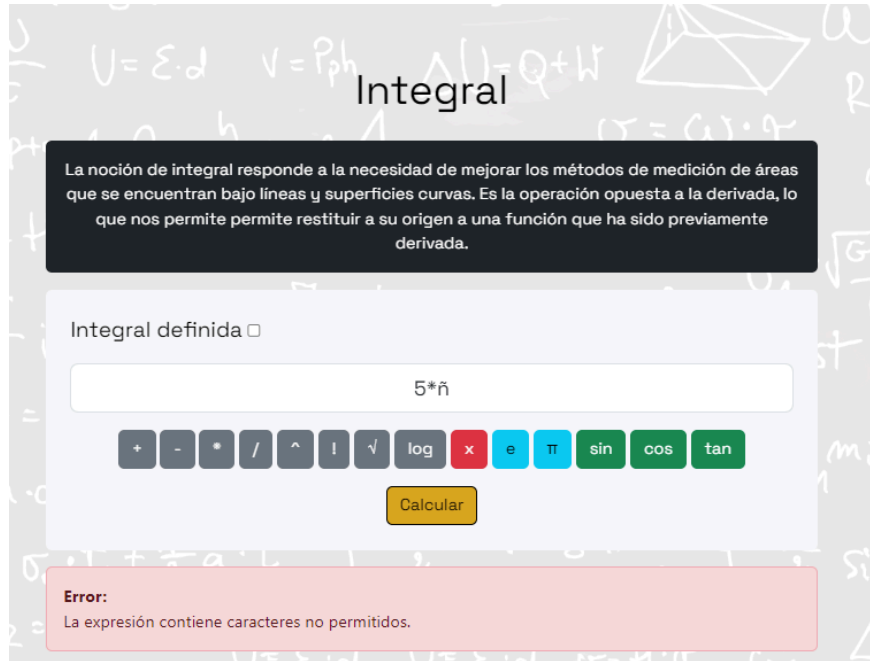 U = Ɛ·d V = Pph Δ U = Q + W
Integral
La noción de integral responde a la necesidad de mejorar los métodos de medición de áreas
que se encuentran bajo líneas y superficies curvas. Es la operación opuesta a la derivada, lo
que nos permite permite restituir a su origen a una función que ha sido previamente
derivada.
Integral definida
5*ñ
+ - * / ^ ! √ log x e π sin cos tan
Calcular
Error:
La expresión contiene caracteres no permitidos.